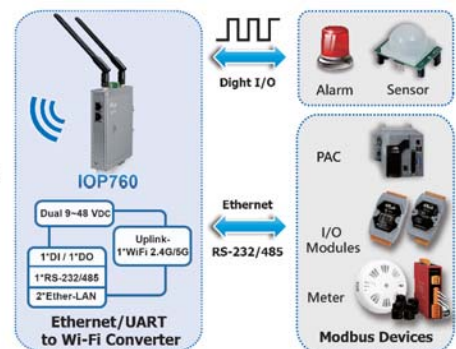 IOP760
Dual 9~48 VDC
1*DI / 1*DO
1*RS-232/485
2*Ether-LAN
Uplink-
1*WiFi 2.4G/5G
Ethernet/UART
to Wi-Fi Converter
Dight I/O
Ethernet
RS-232/485
Alarm
Sensor
PAC
I/O
Modules
Meter
Modbus Devices